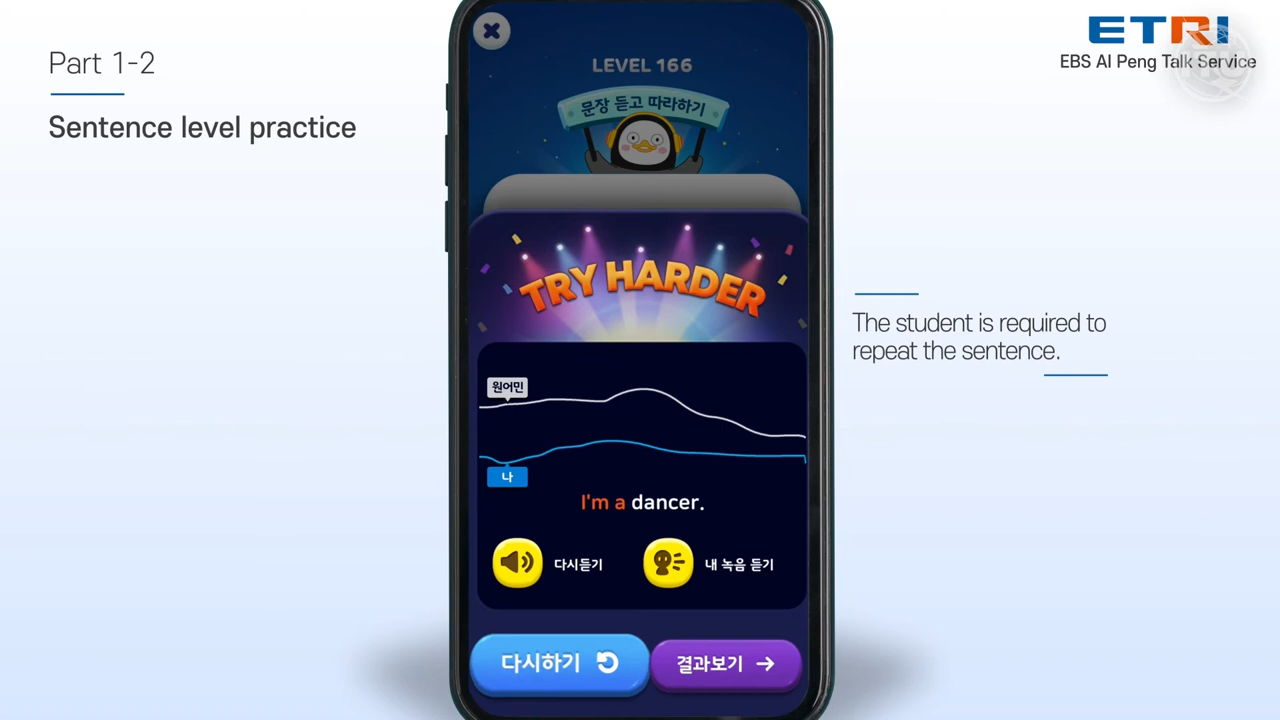 Part 1-2
Sentence level practice
ETRI
EBS AI Peng Talk Service
LEVEL 166
문장 듣고 따라하기
TRY HARDER
원어민
나
I'm a dancer.
다시듣기
내 녹음 듣기
다시하기
결과보기
The student is required to
repeat the sentence.